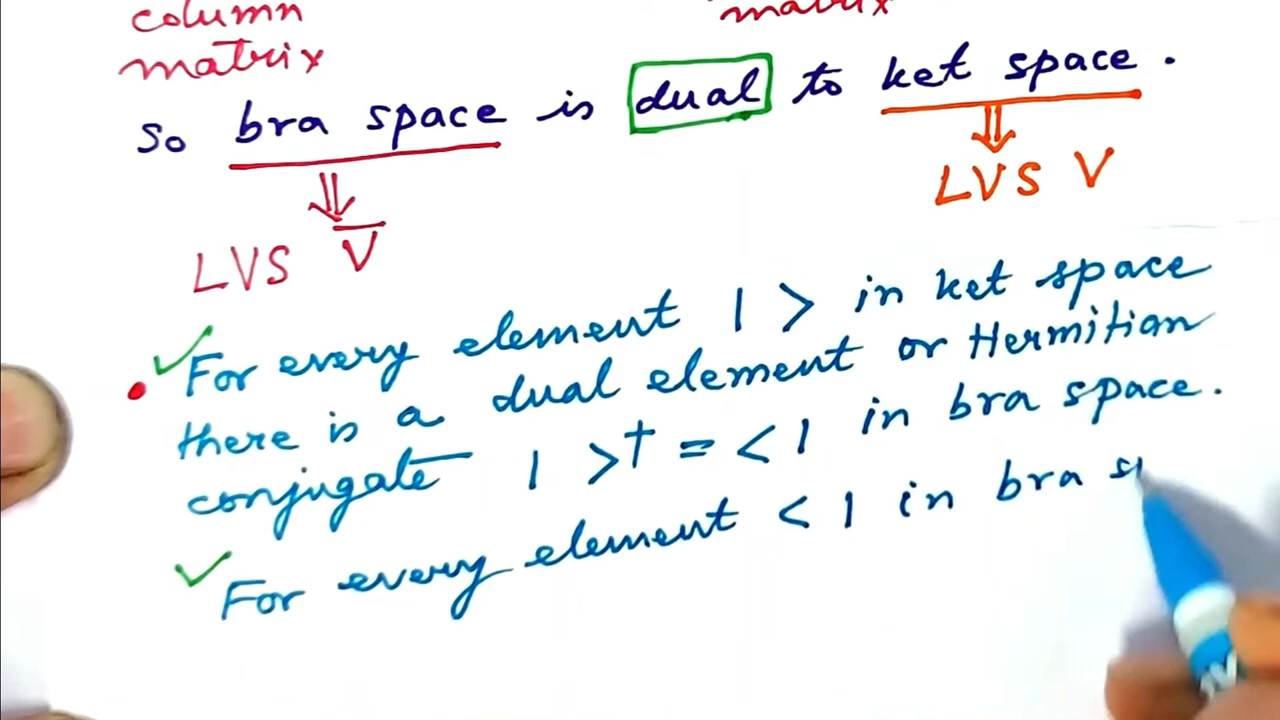 column
matrix
matrix
So bra space is dual to ket space.
LVS V
LVS V̅
For every element | > in ket space
there is a dual element or Hermitian
conjugate | >† = < | in bra space.
For every element < | in bra s